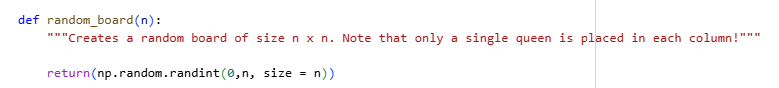 def random_board(n):
    """Creates a random board of size n x n. Note that only a single queen is placed in each column!"""
    return(np.random.randint(0,n, size = n))